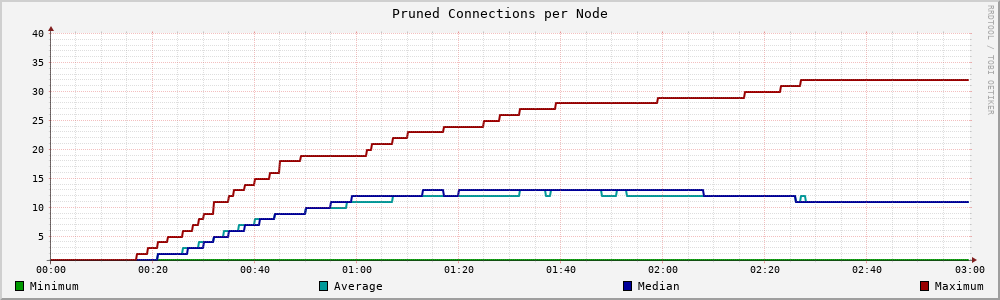 Pruned Connections per Node
RRDTOOL / TOBI OETIKER
40
35
30
25
20
15
10
5
00:00 00:20 00:40 01:00 01:20 01:40 02:00 02:20 02:40 03:00
Minimum Average Median Maximum